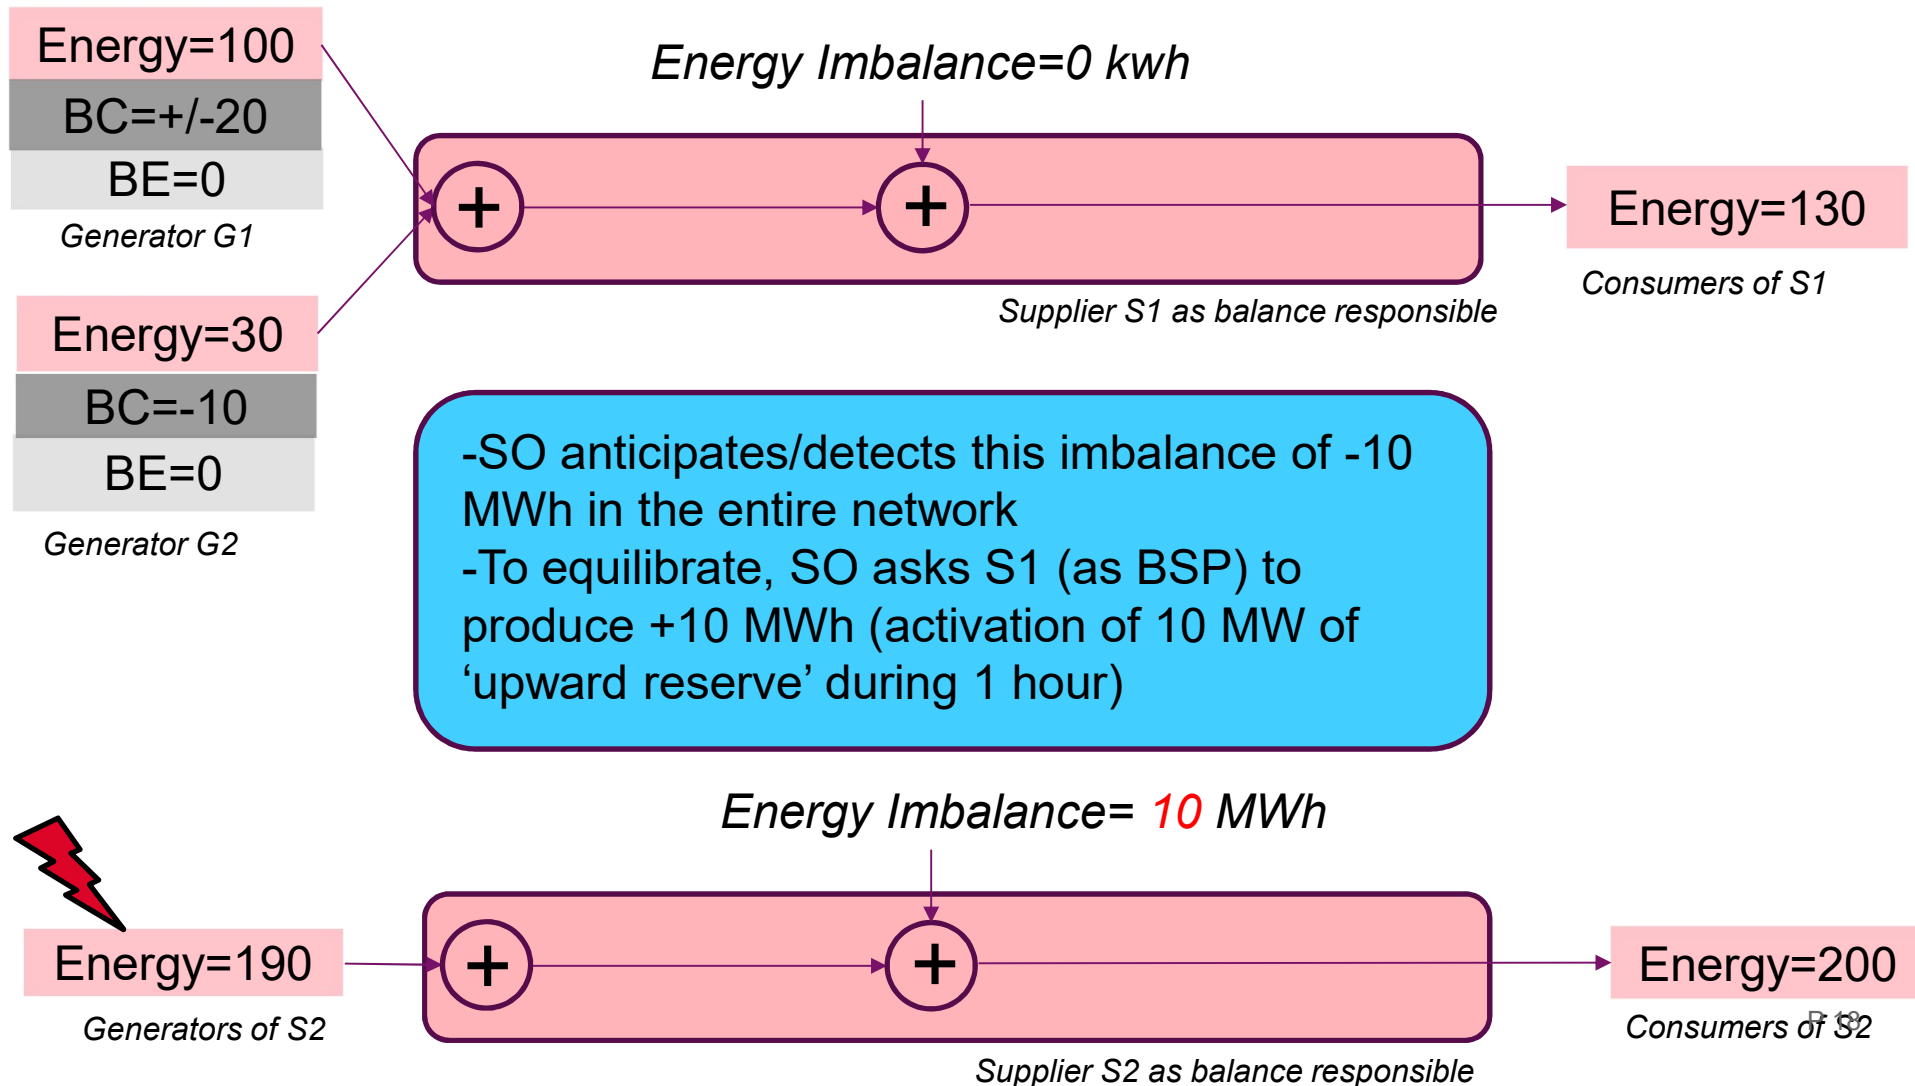 Energy=100
BC=+/-20
BE=0
Generator G1
Energy Imbalance=0 kwh
+
+
Energy=130
Consumers of S1
Supplier S1 as balance responsible
Energy=30
BC=-10
BE=0
Generator G2
-SO anticipates/detects this imbalance of -10
MWh in the entire network
-To equilibrate, SO asks S1 (as BSP) to
produce +10 MWh (activation of 10 MW of
‘upward reserve’ during 1 hour)
Energy Imbalance= 10 MWh
Energy=190
+
+
Energy=200
Generators of S2
Consumers of S2
P 18
Supplier S2 as balance responsible